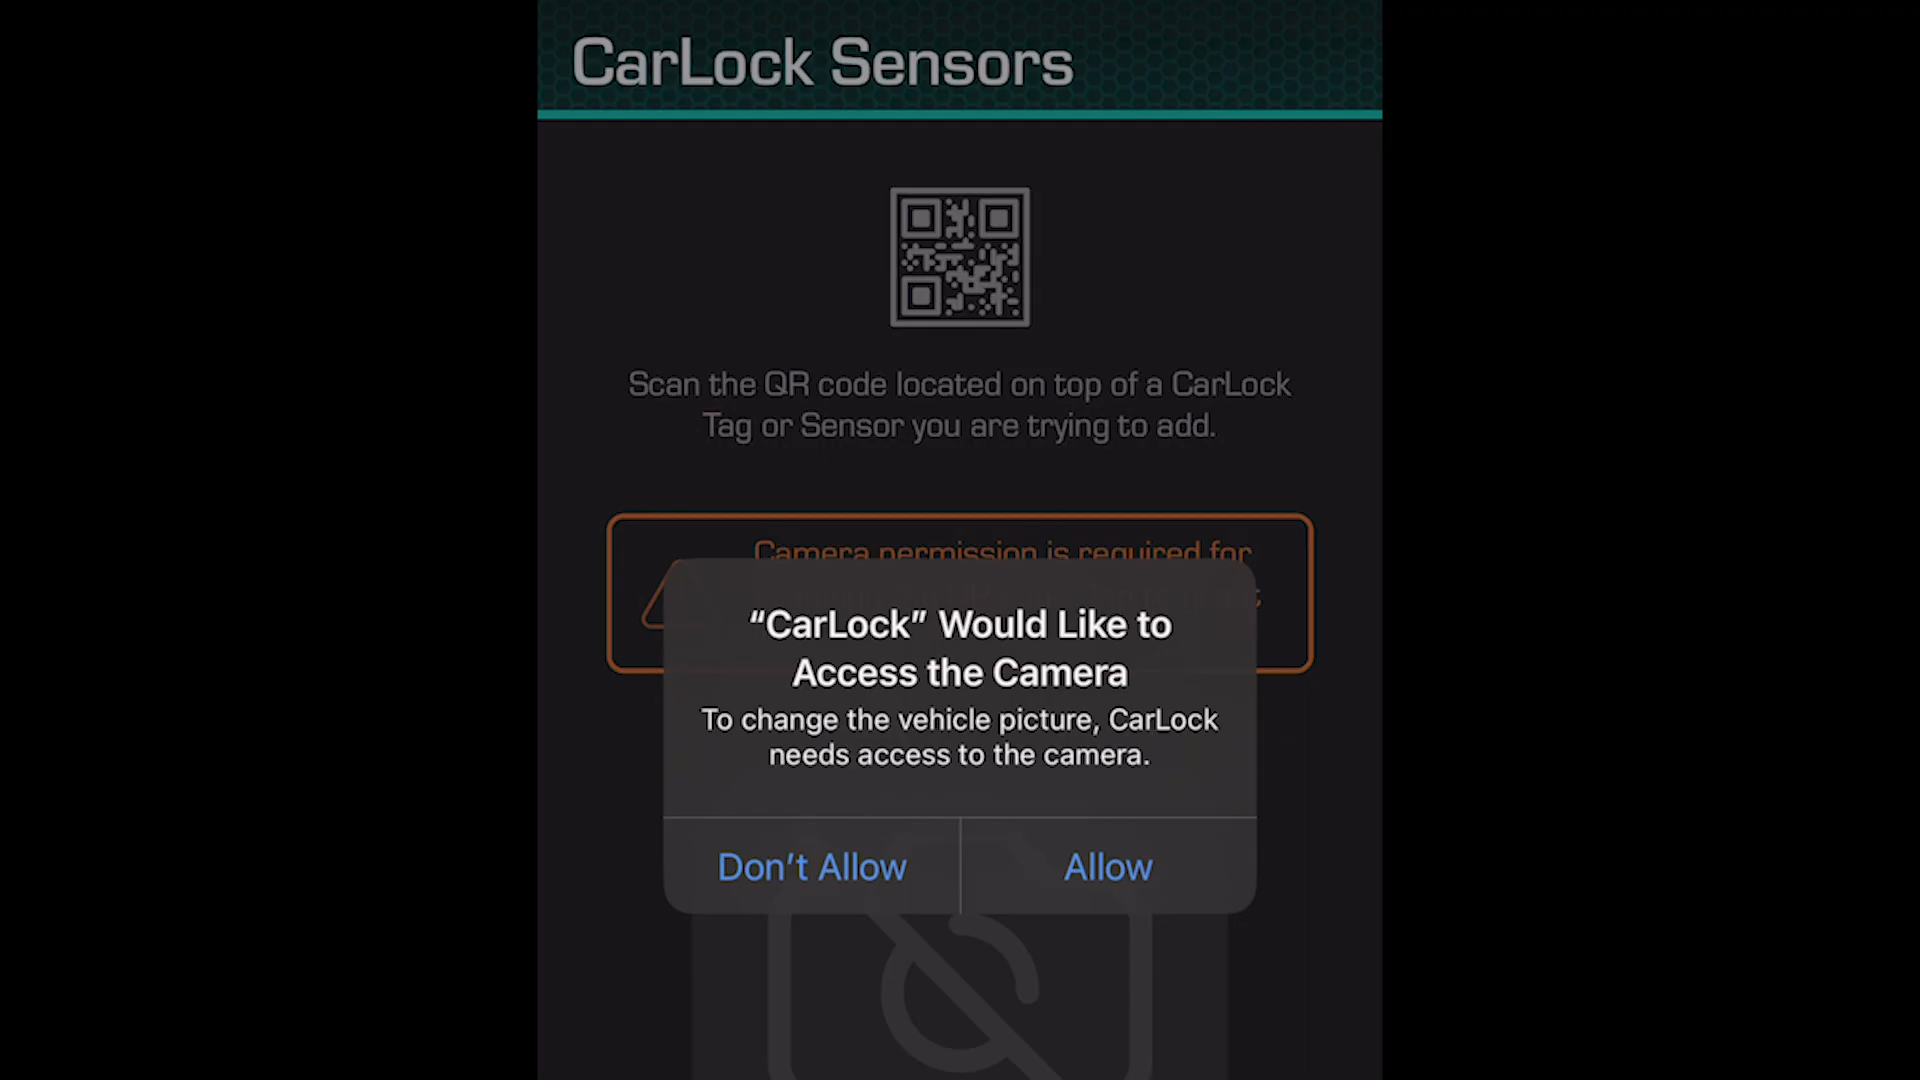 CarLock Sensors
Scan the QR code located on top of a CarLock
Tag or Sensor you are trying to add.
Camera permission is required for
“CarLock” Would Like to
Access the Camera
To change the vehicle picture, CarLock
needs access to the camera.
Don’t Allow
Allow